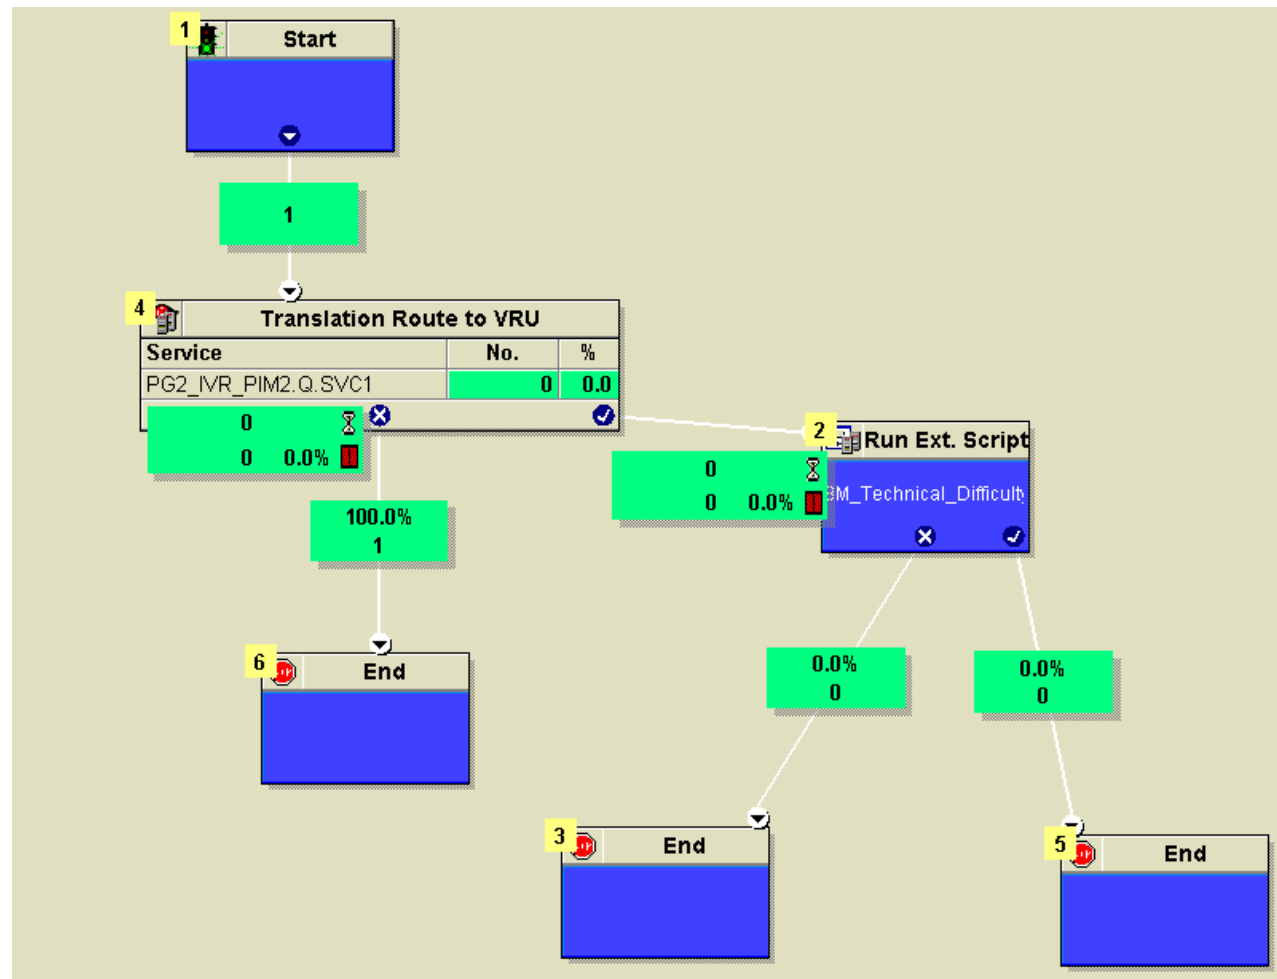 1
Start
1
4
Translation Route to VRU
Service No. %
PG2_IVR_PIM2.Q.SVC1 0 0.0
0
0 0.0%
2
Run Ext. Script
0
0 0.0%
M_Technical_Difficult
100.0%
1
6
End
0.0%
0
0.0%
0
3
End
5
End